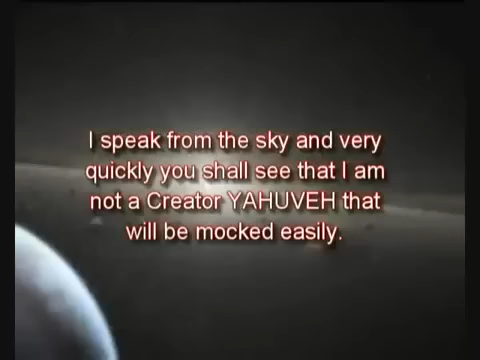 I speak from the sky and very
quickly you shall see that I am
not a Creator YAHUVEH that
will be mocked easily.